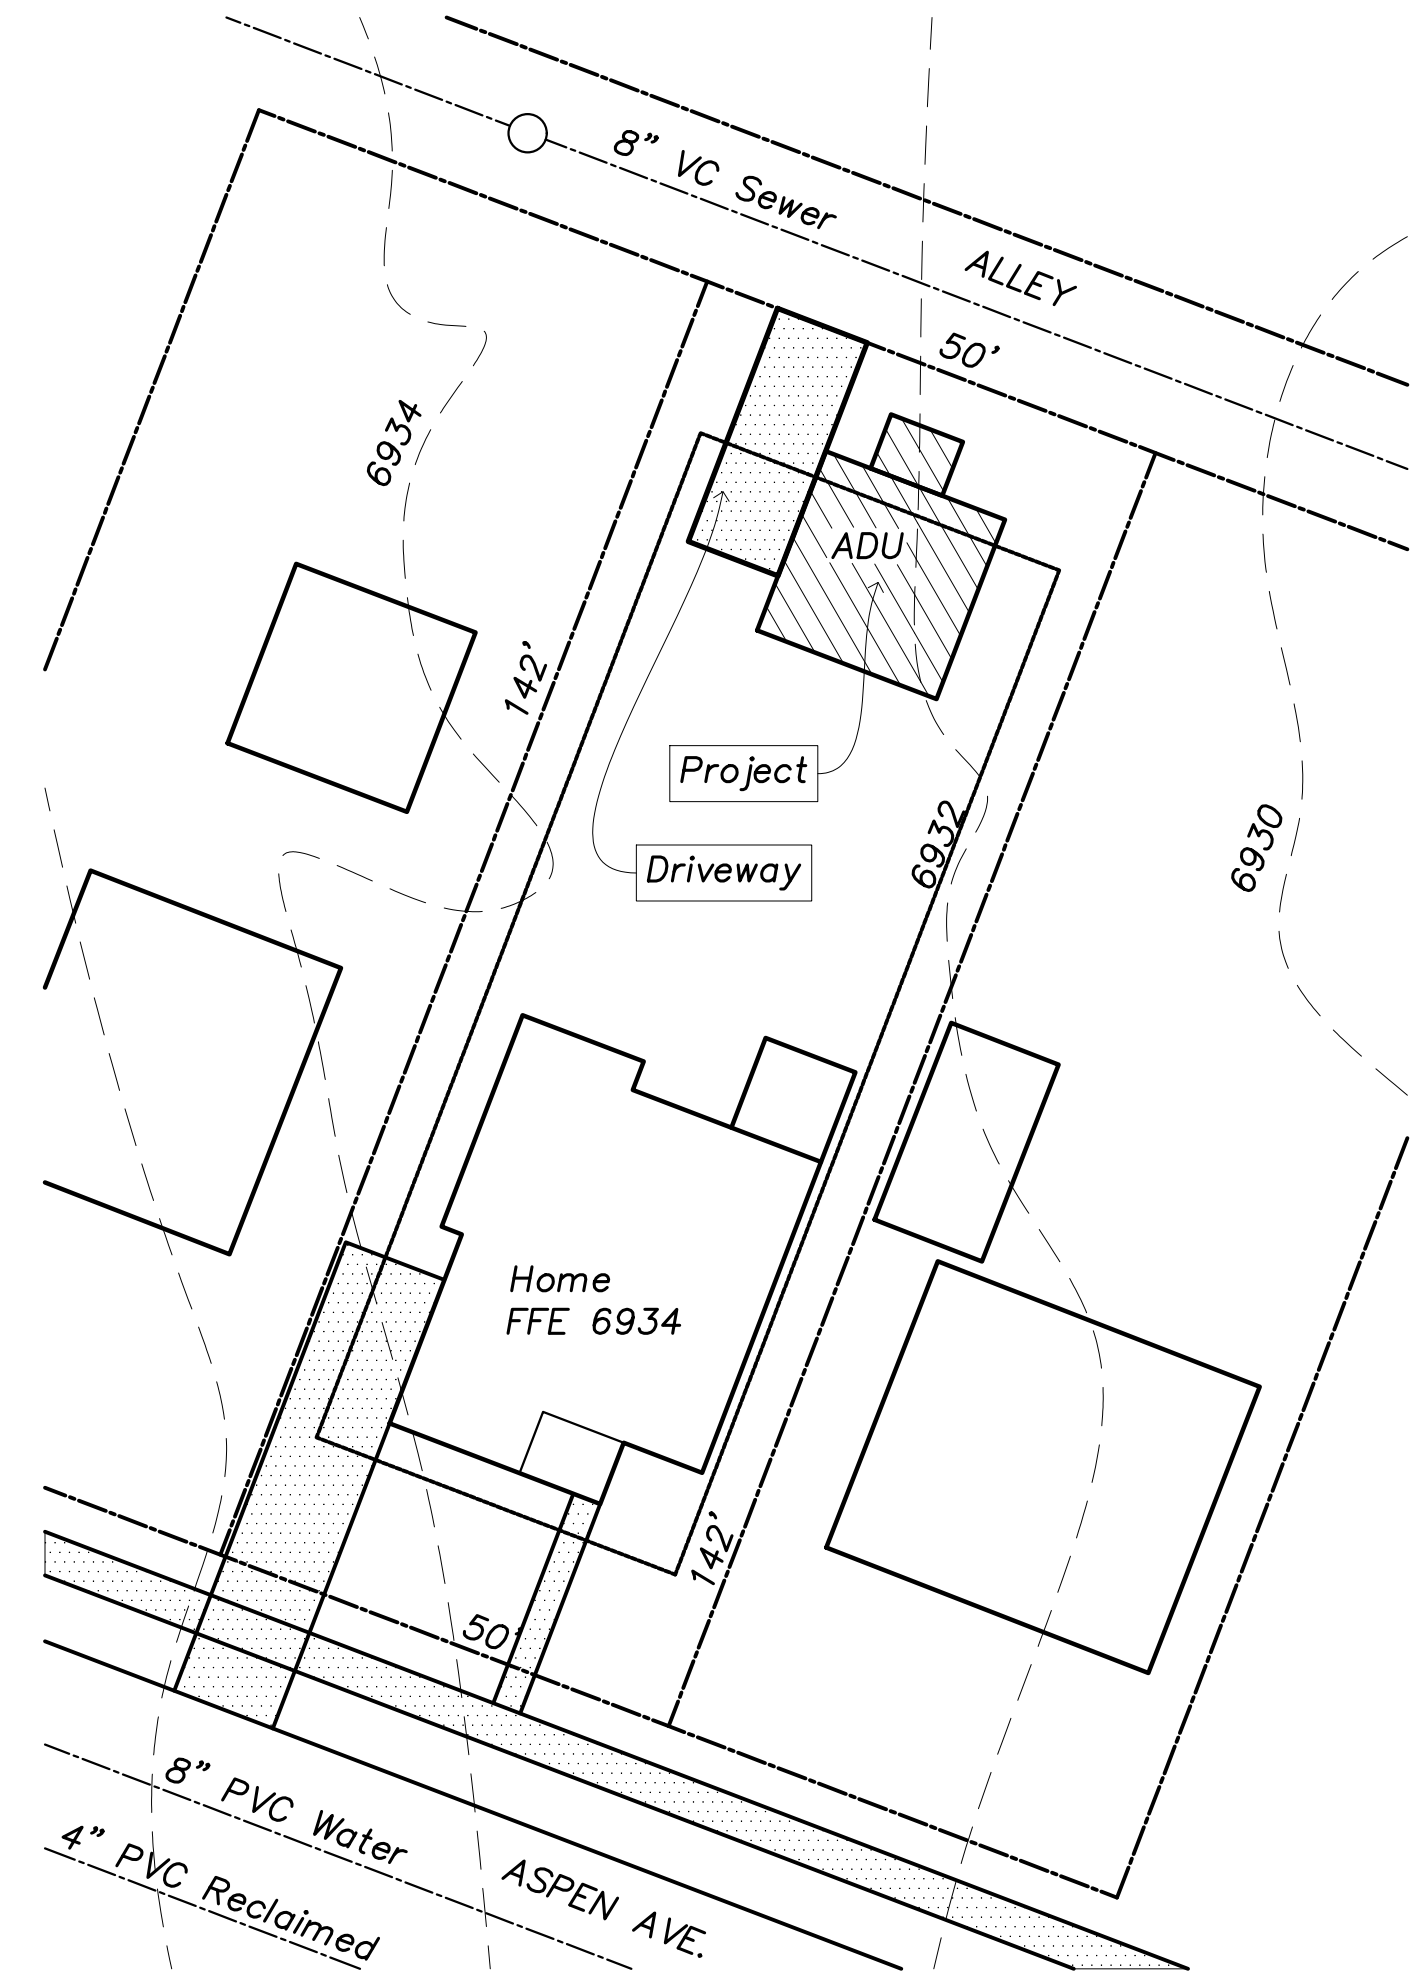 8” VC Sewer
ALLEY
50’
6934
ADU
142’
Project
6932
6930
Driveway
Home
FFE 6934
142’
50’
8” PVC Water
4” PVC Reclaimed
ASPEN AVE.